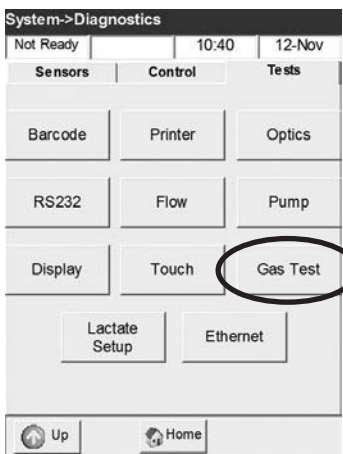 System->Diagnostics
Not Ready 10:40 12-Nov
Sensors Control Tests
Barcode Printer Optics
RS232 Flow Pump
Display Touch Gas Test
Lactate
Setup
Ethernet
Up Home